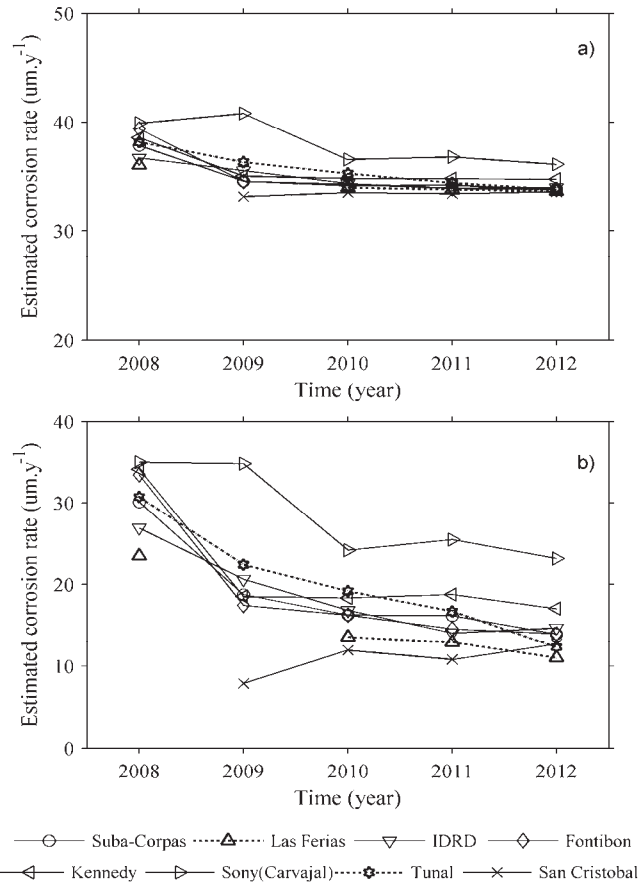 50
40
30
20
Estimated corrosion rate (um.y⁻¹)
a)
2008 2009 2010 2011 2012
Time (year)
40
30
20
10
0
Estimated corrosion rate (um.y⁻¹)
b)
2008 2009 2010 2011 2012
Time (year)
Suba-Corpas Las Ferias IDRD Fontibon
Kennedy Sony(Carvajal) Tunal San Cristobal